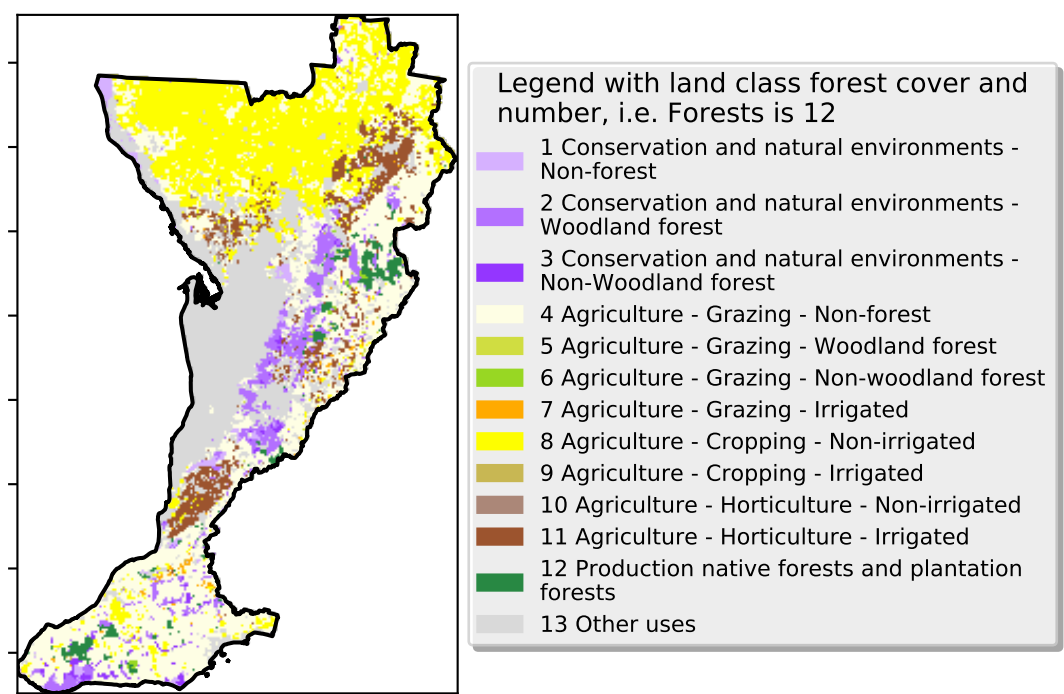 Legend with land class forest cover and
number, i.e. Forests is 12
1 Conservation and natural environments -
Non-forest
2 Conservation and natural environments -
Woodland forest
3 Conservation and natural environments -
Non-Woodland forest
4 Agriculture - Grazing - Non-forest
5 Agriculture - Grazing - Woodland forest
6 Agriculture - Grazing - Non-woodland forest
7 Agriculture - Grazing - Irrigated
8 Agriculture - Cropping - Non-irrigated
9 Agriculture - Cropping - Irrigated
10 Agriculture - Horticulture - Non-irrigated
11 Agriculture - Horticulture - Irrigated
12 Production native forests and plantation
forests
13 Other uses